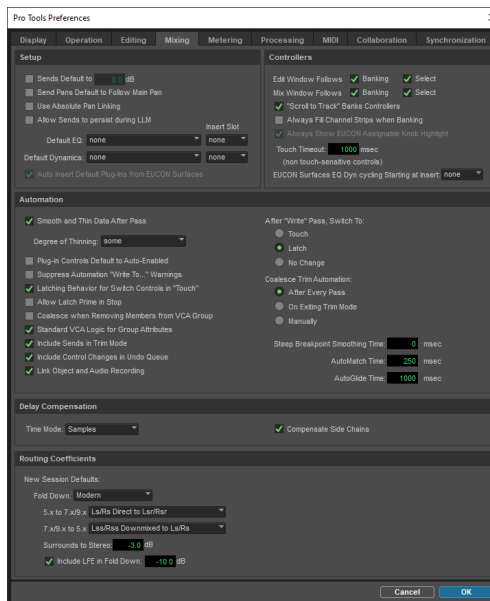 Pro Tools Preferences
Display Operation Editing Mixing Metering Processing MIDI Collaboration Synchronization
Setup
Sends Default to 0.0 dB
Send Pans Default to Follow Main Pan
Use Absolute Pan Linking
Allow Sends to persist during LLM
Insert Slot
Default EQ: none none
Default Dynamics: none none
Auto Insert Default Plug-Ins from EUCON Surfaces
Controllers
Edit Window Follows Banking Select
Mix Window Follows Banking Select
"Scroll to Track" Banks Controllers
Always Fill Channel Strips when Banking
Always Show EUCON Assignable Knob Highlight
Touch Timeout: 1000 msec
(non touch-sensitive controls)
EUCON Surfaces EQ Dyn cycling Starting at Insert: none
Automation
Smooth and Thin Data After Pass
Degree of Thinning: some
Plug-in Controls Default to Auto-Enabled
Suppress Automation "Write To..." Warnings
Latching Behavior for Switch Controls in "Touch"
Allow Latch Prime in Stop
Coalesce when Removing Members from VCA Group
Standard VCA Logic for Group Attributes
Include Sends in Trim Mode
Include Control Changes in Undo Queue
Link Object and Audio Recording
After "Write" Pass, Switch To:
Touch
Latch
No Change
Coalesce Trim Automation:
After Every Pass
On Exiting Trim Mode
Manually
Steep Breakpoint Smoothing Time: 0 msec
AutoMatch Time: 250 msec
AutoGlide Time: 1000 msec
Delay Compensation
Time Mode: Samples
Compensate Side Chains
Routing Coefficients
New Session Defaults:
Fold Down: Modern
5.x to 7.x/9.x Ls/Rs Direct to Lsr/Rsr
7.x/9.x to 5.x Lss/Rss Downmixed to Ls/Rs
Surrounds to Stereo: -3.0 dB
Include LFE in Fold Down: -10.0 dB
Cancel OK